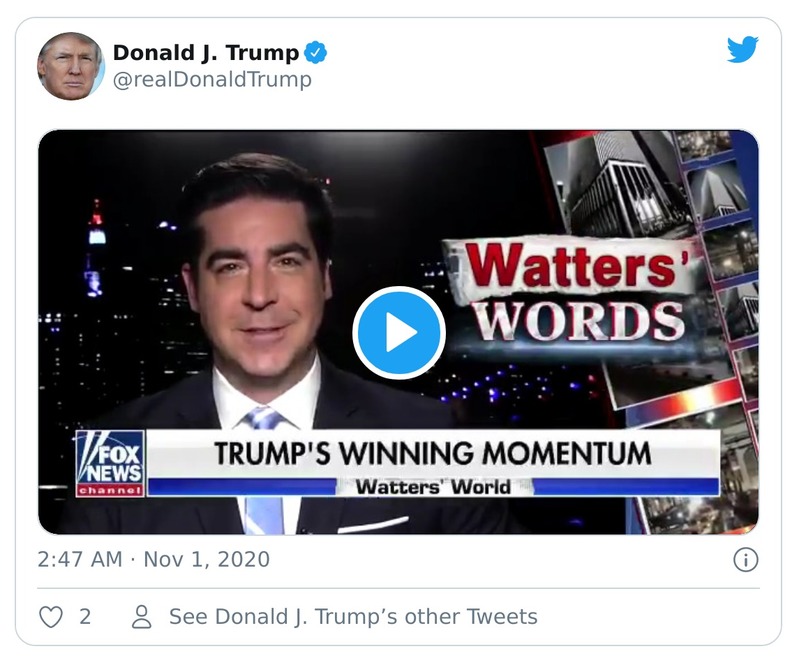 Donald J. Trump
@realDonaldTrump
Watters'
WORDS
FOX
NEWS
channel
TRUMP'S WINNING MOMENTUM
Watters' World
2:47 AM · Nov 1, 2020
2 See Donald J. Trump’s other Tweets